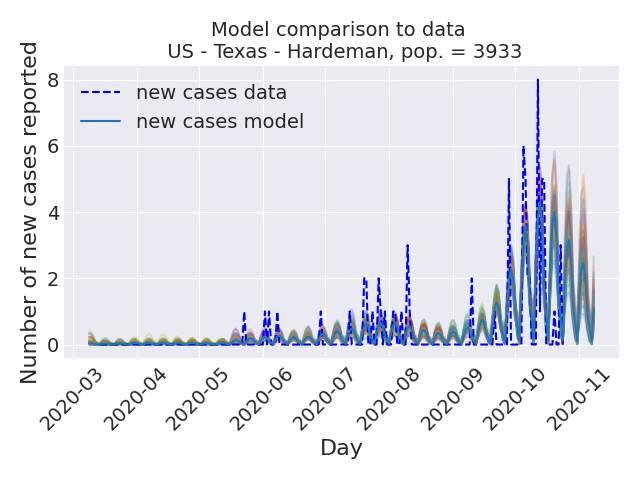 Model comparison to data
US - Texas - Hardeman, pop. = 3933
Number of new cases reported
8
6
4
2
0
new cases data
new cases model
2020-03
2020-04
2020-05
2020-06
2020-07
2020-08
2020-09
2020-10
2020-11
Day